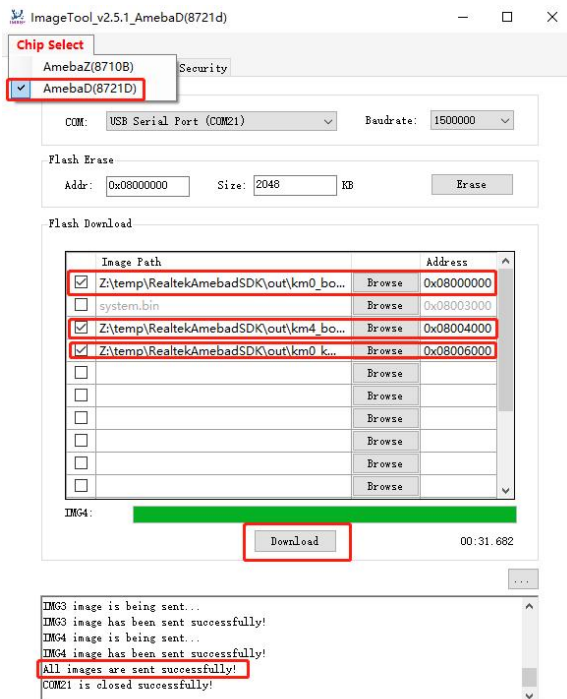 ImageTool_v2.5.1_AmebaD(8721d)
Chip Select
AmebaZ(8710B)
Security
AmebaD(8721D)
COM: USB Serial Port (COM21) Baudrate: 1500000
Flash Erase
Addr: 0x08000000 Size: 2048 KB Erase
Flash Download
Image Path Address
Z:\temp\RealtekAmebadSDK\out\km0_bo... Browse 0x08000000
system.bin Browse 0x08003000
Z:\temp\RealtekAmebadSDK\out\km4_bo... Browse 0x08004000
Z:\temp\RealtekAmebadSDK\out\km0_k... Browse 0x08006000
Browse
Browse
Browse
Browse
Browse
Browse
IMG4:
Download 00:31.682
...
IMG3 image is being sent...
IMG3 image has been sent successfully!
IMG4 image is being sent...
IMG4 image has been sent successfully!
All images are sent successfully!
COM21 is closed successfully!